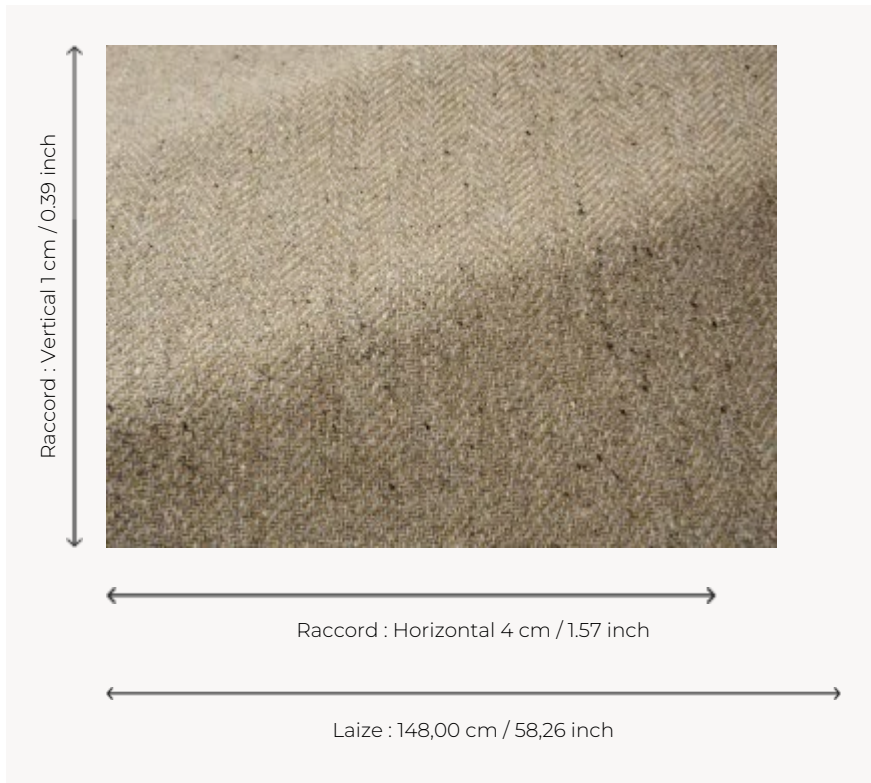 Raccord : Vertical 1 cm / 0.39 inch
Raccord : Horizontal 4 cm / 1.57 inch
Laize : 148,00 cm / 58,26 inch